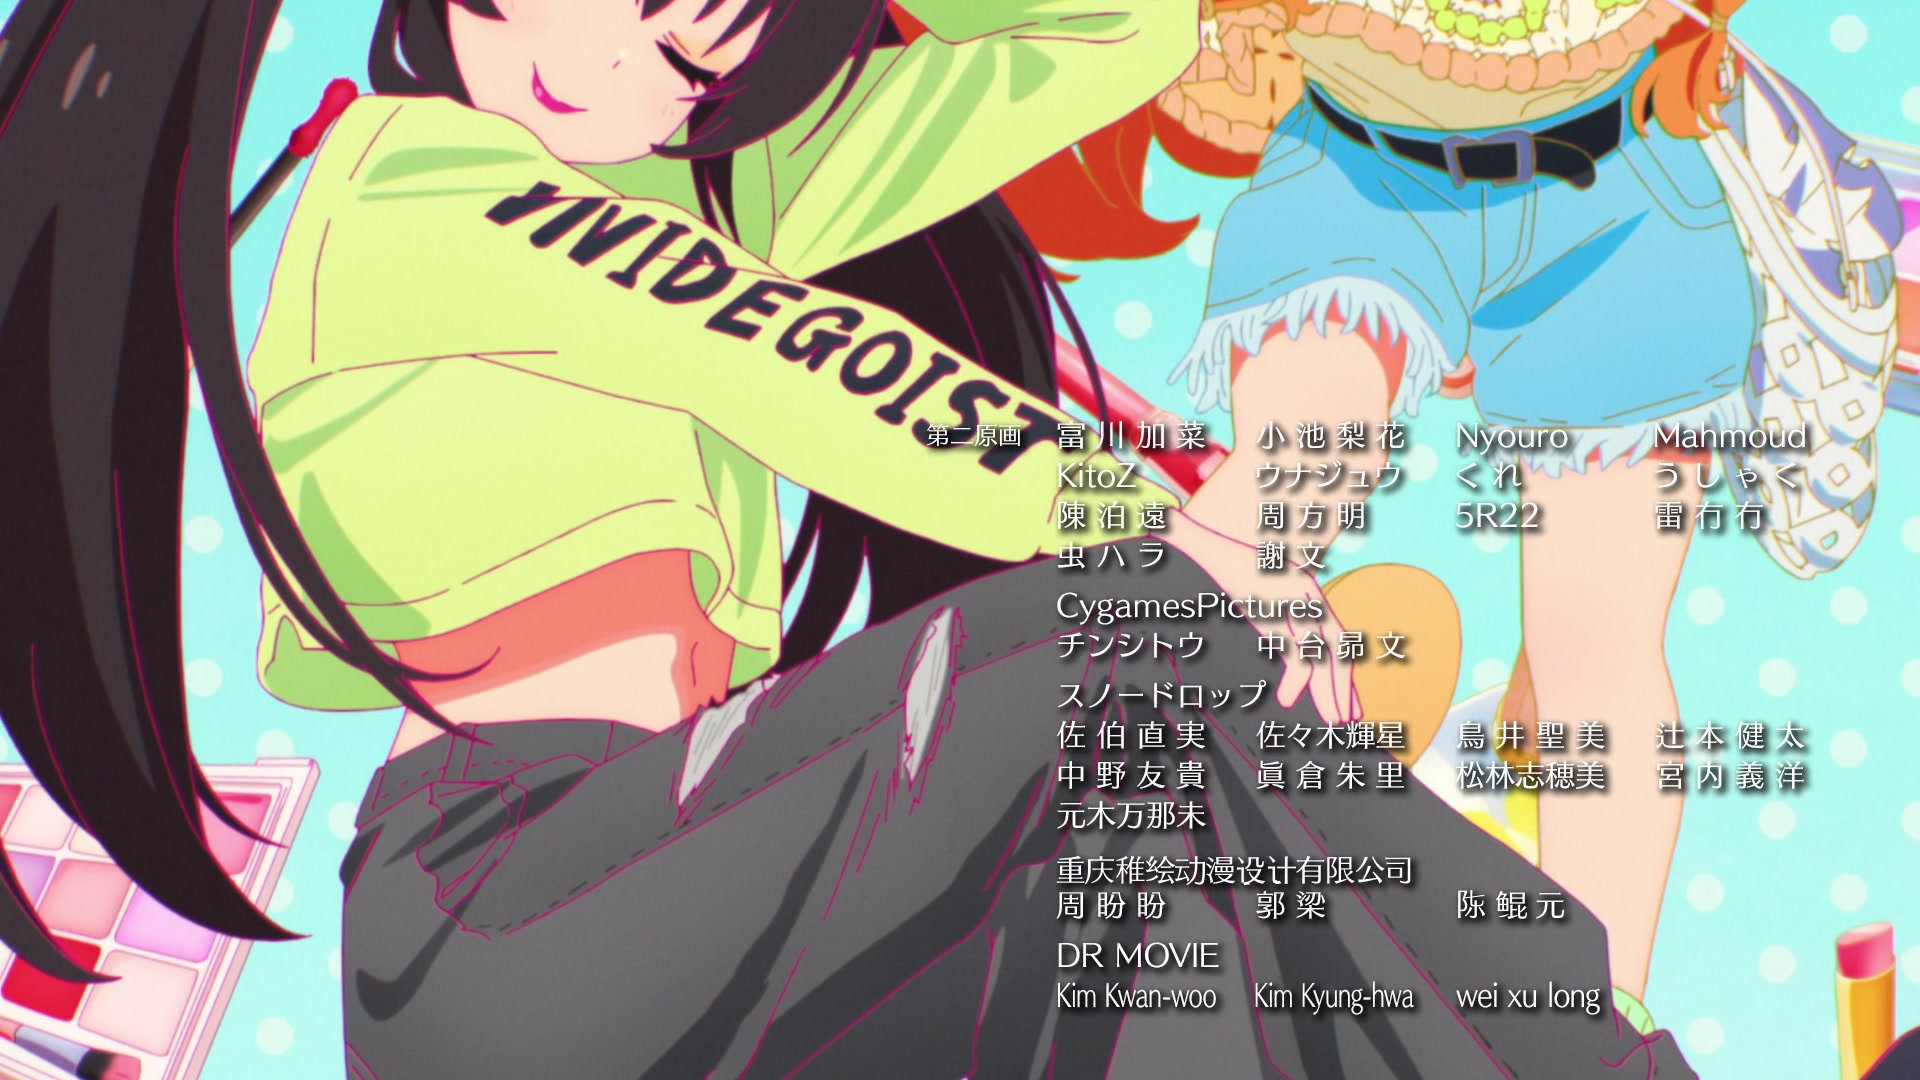 VIVID EGOIST
第二原画 富川加菜 小池梨花 Nyouro Mahmoud
KitoZ ウナジュウ くれ うしゃく
陳泊遠 周方明 5R22 雷冇冇
虫ハラ 謝文
CygamesPictures
チンシトウ 中台昴文
スノードロップ
佐伯直実 佐々木輝星 鳥井聖美 辻本健太
中野友貴 眞倉朱里 松林志穂美 宮内義洋
元木万那未
重庆稚绘动漫设计有限公司
周盼盼 郭梁 陈鲲元
DR MOVIE
Kim Kwan-woo Kim Kyung-hwa wei xu long